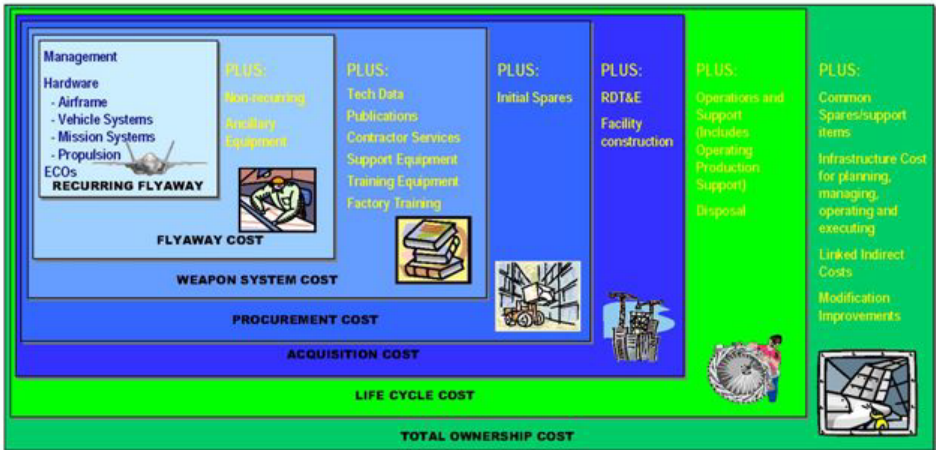 Management
Hardware
- Airframe
- Vehicle Systems
- Mission Systems
- Propulsion
ECOs
RECURRING FLYAWAY
PLUS:
Non-recurring
Ancillary
Equipment
FLYAWAY COST
PLUS:
Tech Data
Publications
Contractor Services
Support Equipment
Training Equipment
Factory Training
WEAPON SYSTEM COST
PLUS:
Initial Spares
PROCUREMENT COST
PLUS:
RDT&E
Facility
construction
ACQUISITION COST
PLUS:
Operations and
Support
(Includes
Operating
Production
Support)
Disposal
LIFE CYCLE COST
PLUS:
Common
Spares/support
items
Infrastructure Cost
for planning,
managing,
operating and
executing
Linked Indirect
Costs
Modification
Improvements
TOTAL OWNERSHIP COST